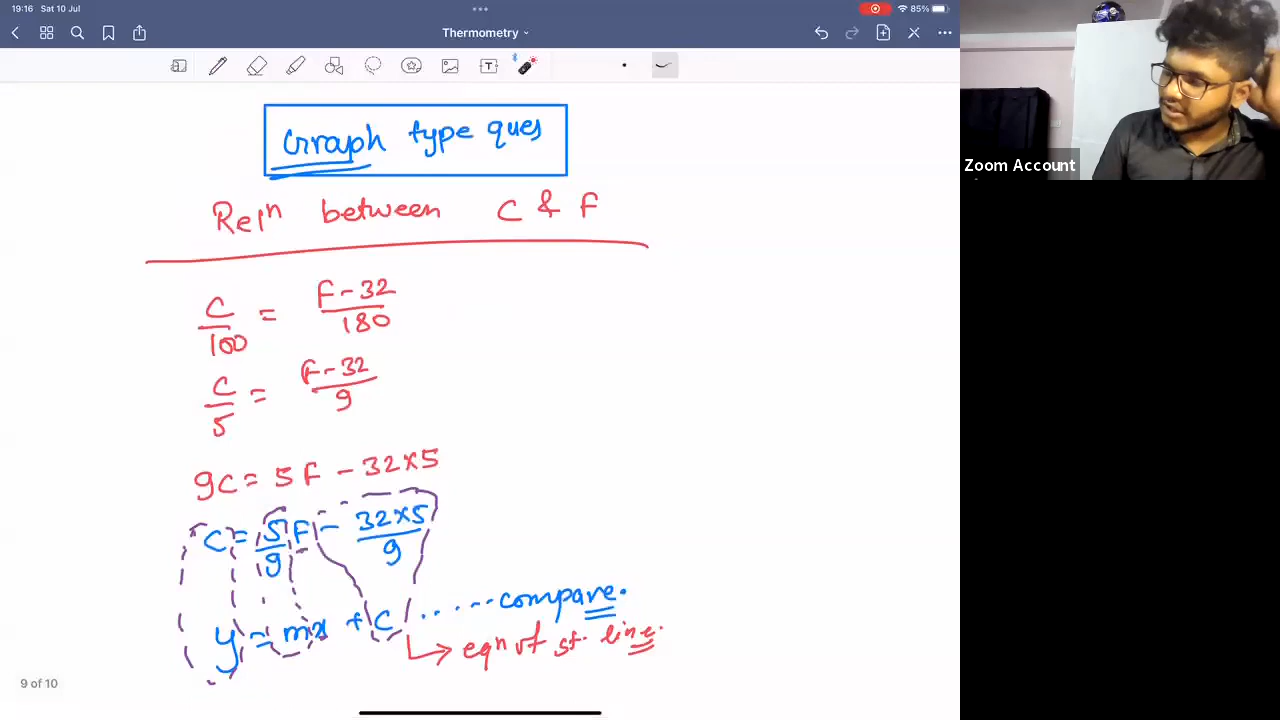 19:16 Sat 10 Jul
85%
Thermometry
Zoom Account
Graph type ques
Relⁿ between C & F
C/100 = F-32/180
C/5 = F-32/9
9C = 5F - 32×5
C = 5/9 F - 32×5/9
y = mx + C ...... compare.
→ eqn of st. line.
9 of 10